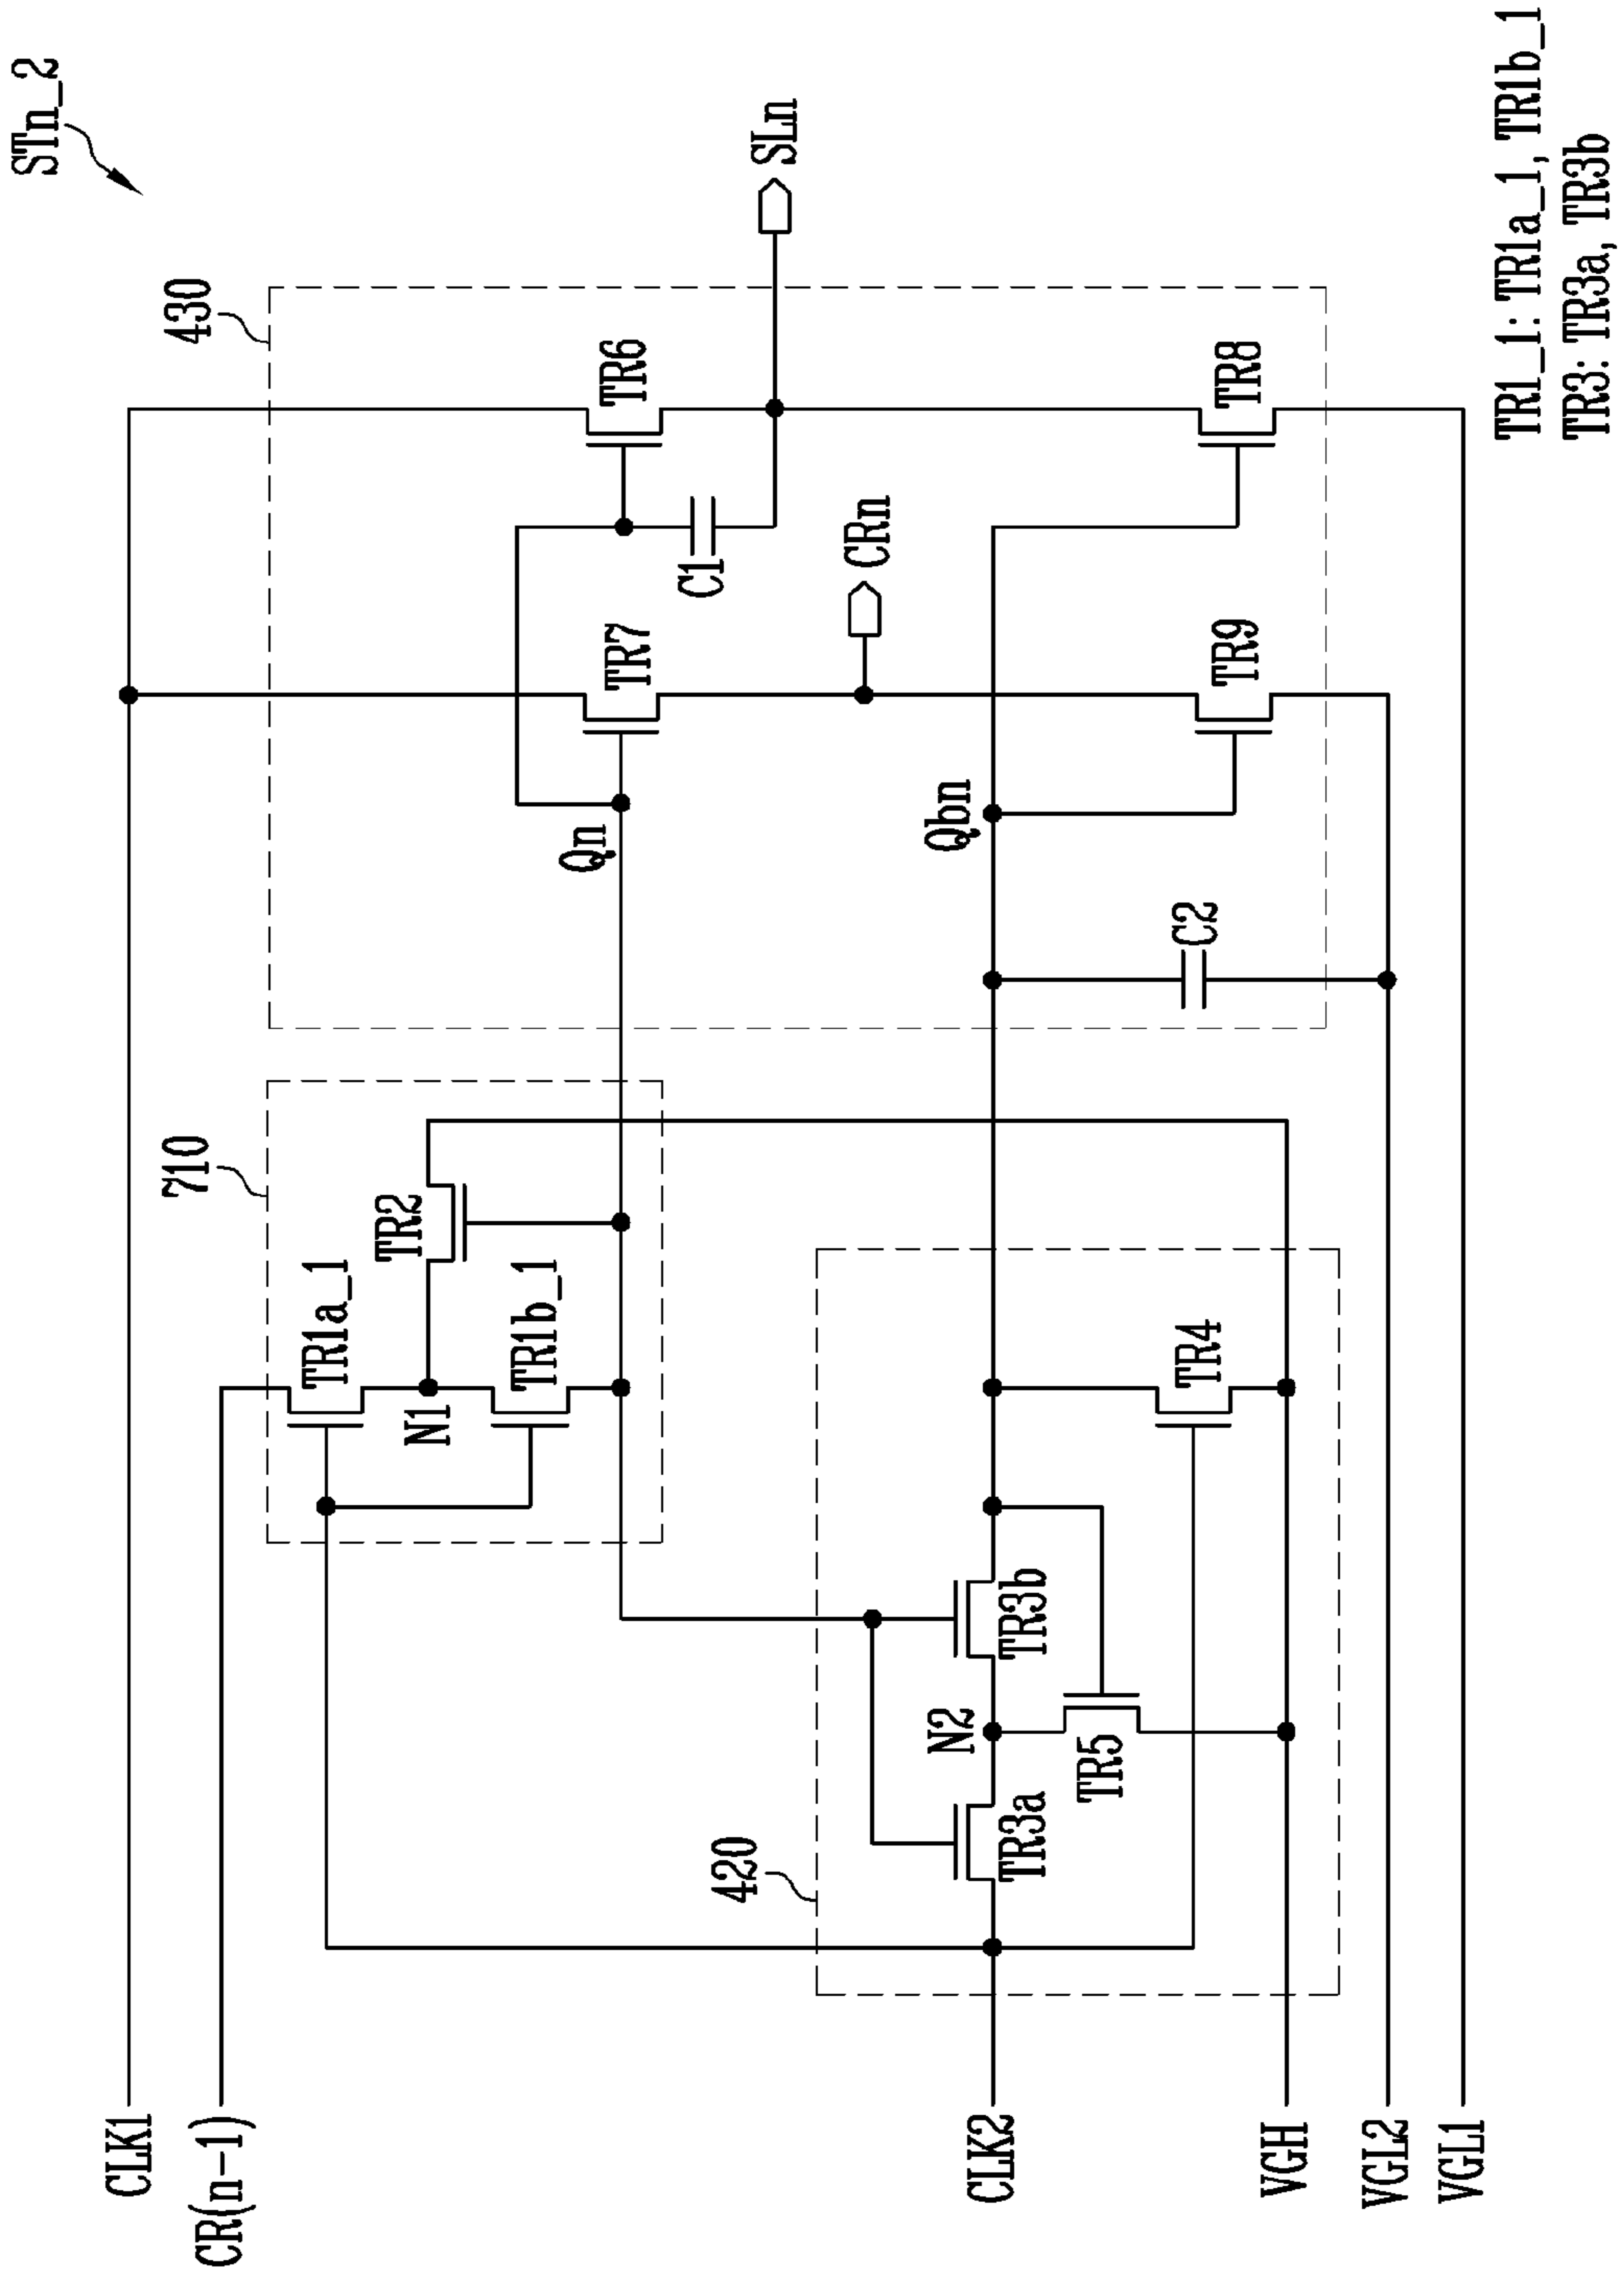 STn_2
430
710
420
CLK1
CR(n-1)
CLK2
VGH
VGL2
VGL1
TR1a_1
N1
TR1b_1
TR2
Qn
TR7
TR6
C1
SLn
CRn
Qbn
TR3a
N2
TR3b
TR5
TR4
C2
TR9
TR8
TR1_1: TR1a_1, TR1b_1
TR3: TR3a, TR3b